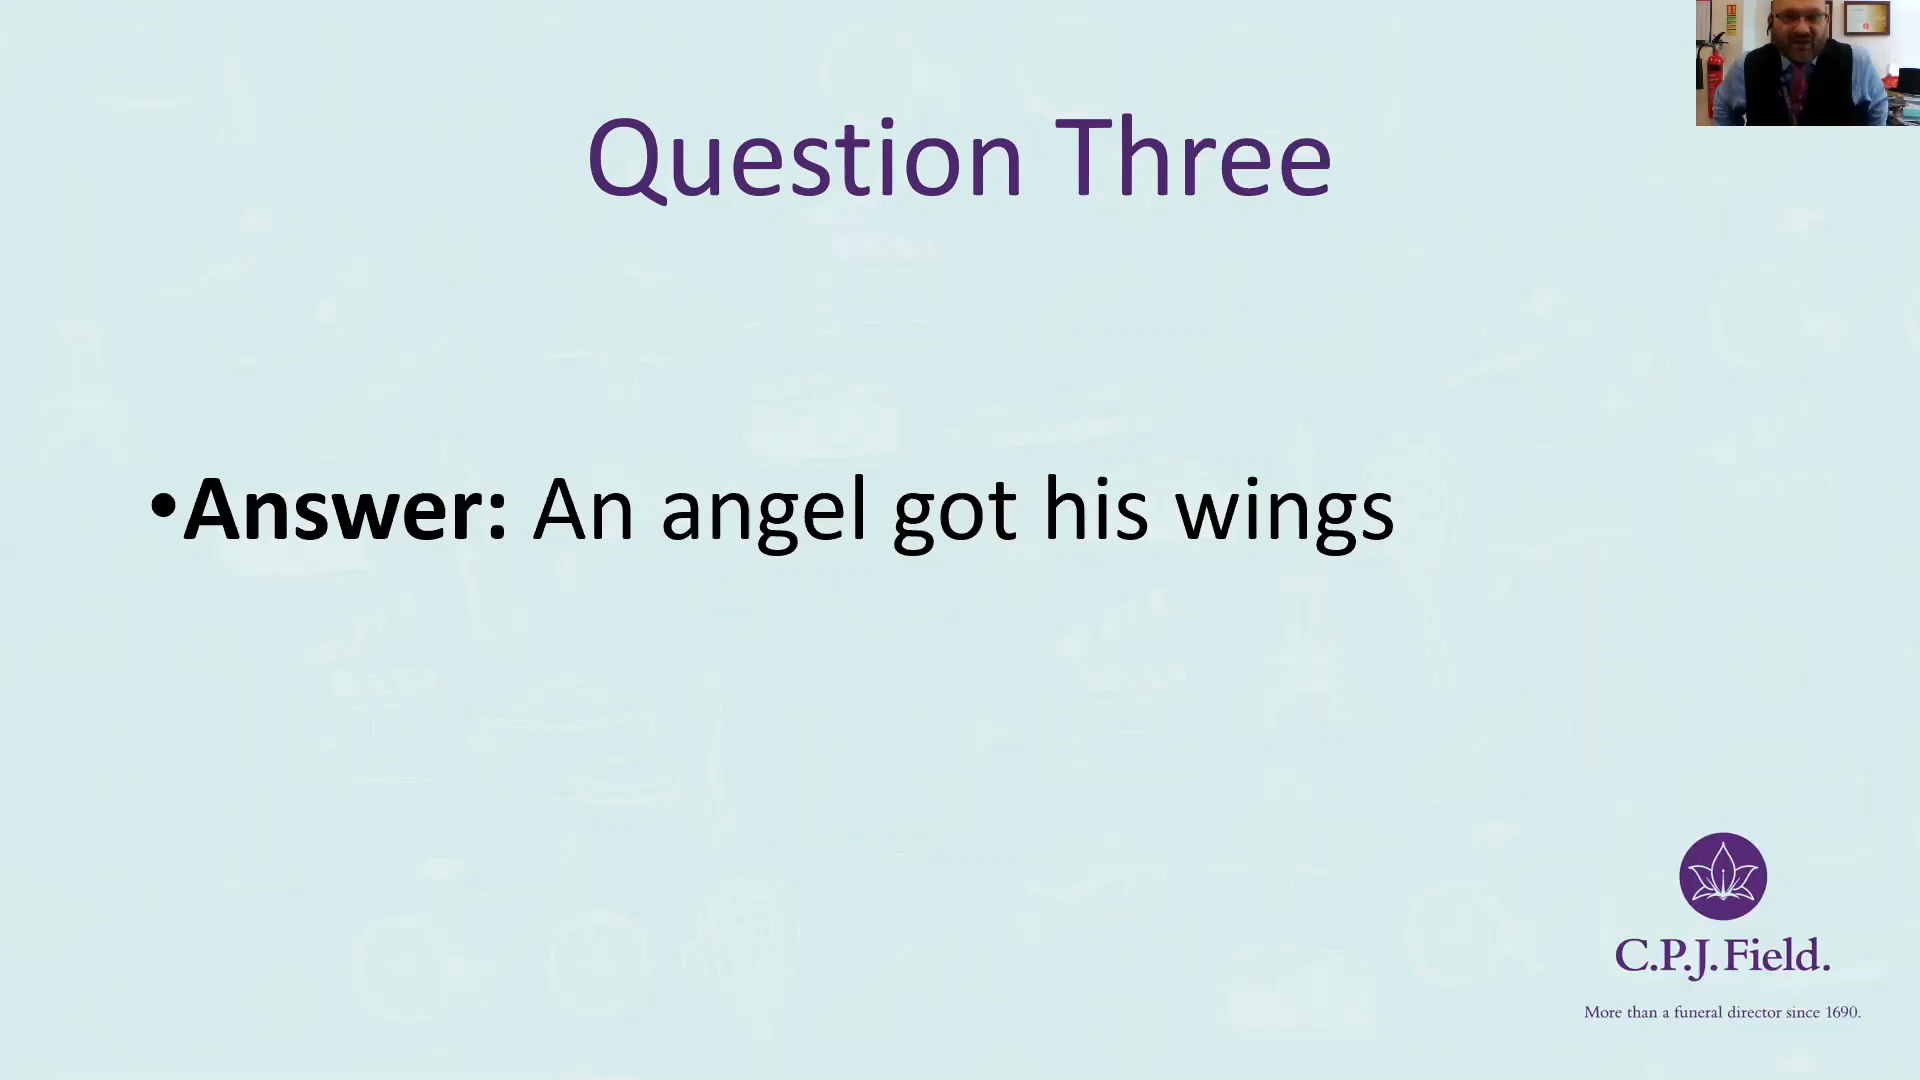 Question Three
•Answer: An angel got his wings
C.P.J. Field.
More than a funeral director since 1690.